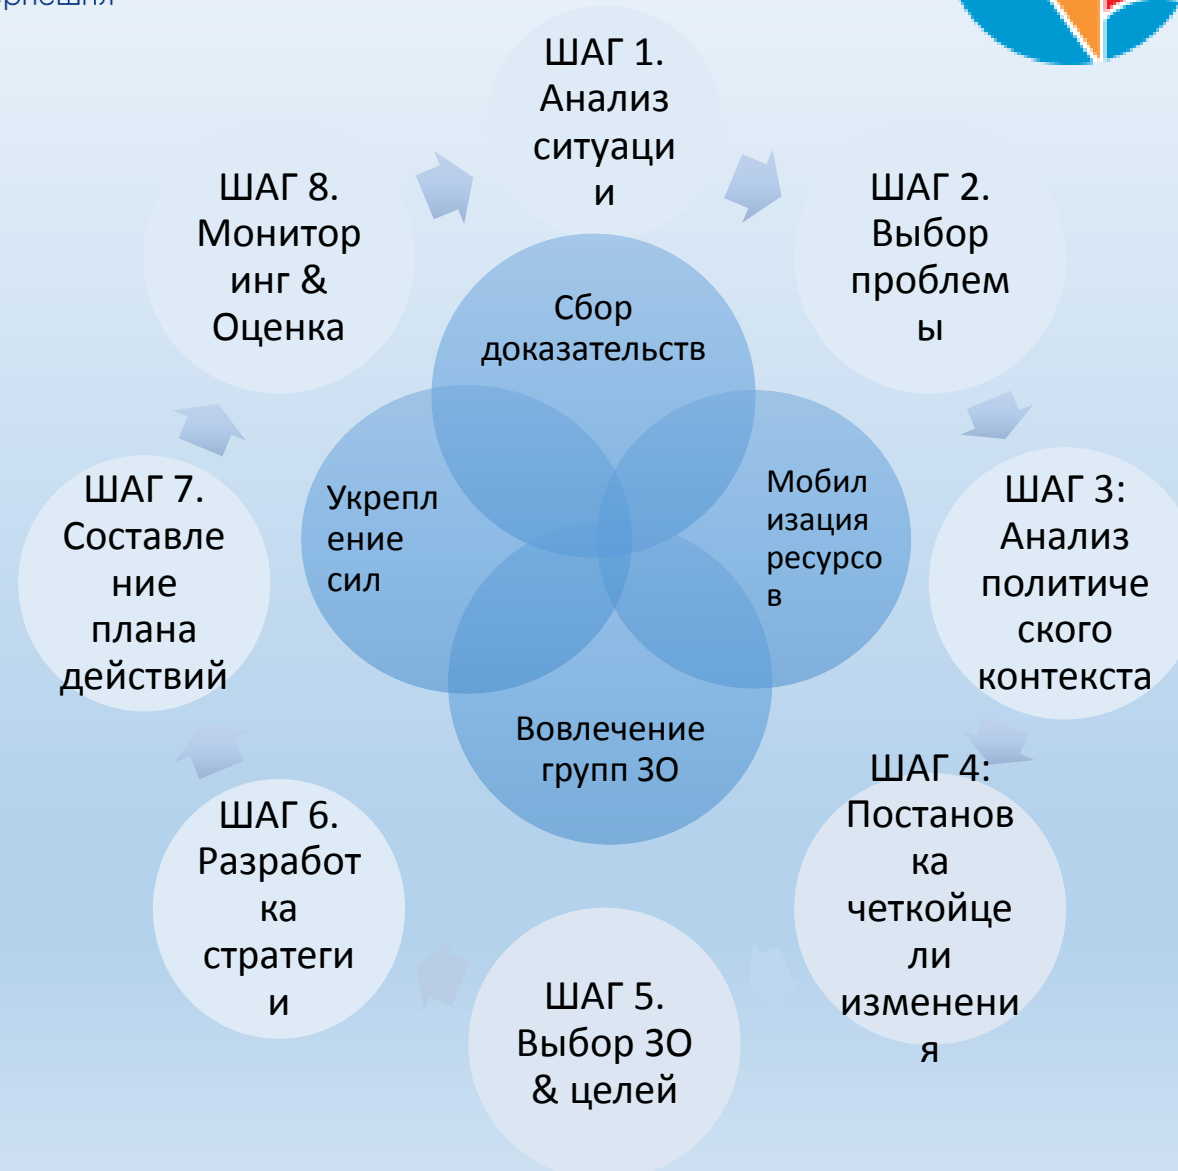 ШАГ 1.
Анализ
ситуаци
и
ШАГ 2.
Выбор
проблем
ы
ШАГ 3:
Анализ
политиче
ского
контекста
ШАГ 4:
Постанов
ка
четкойце
ли
изменени
я
ШАГ 5.
Выбор ЗО
& целей
ШАГ 6.
Разработ
ка
стратеги
и
ШАГ 7.
Составле
ние
плана
действий
ШАГ 8.
Монитор
инг &
Оценка
Сбор
доказательств
Мобил
изация
ресурсо
в
Вовлечение
групп ЗО
Укрепл
ение
сил